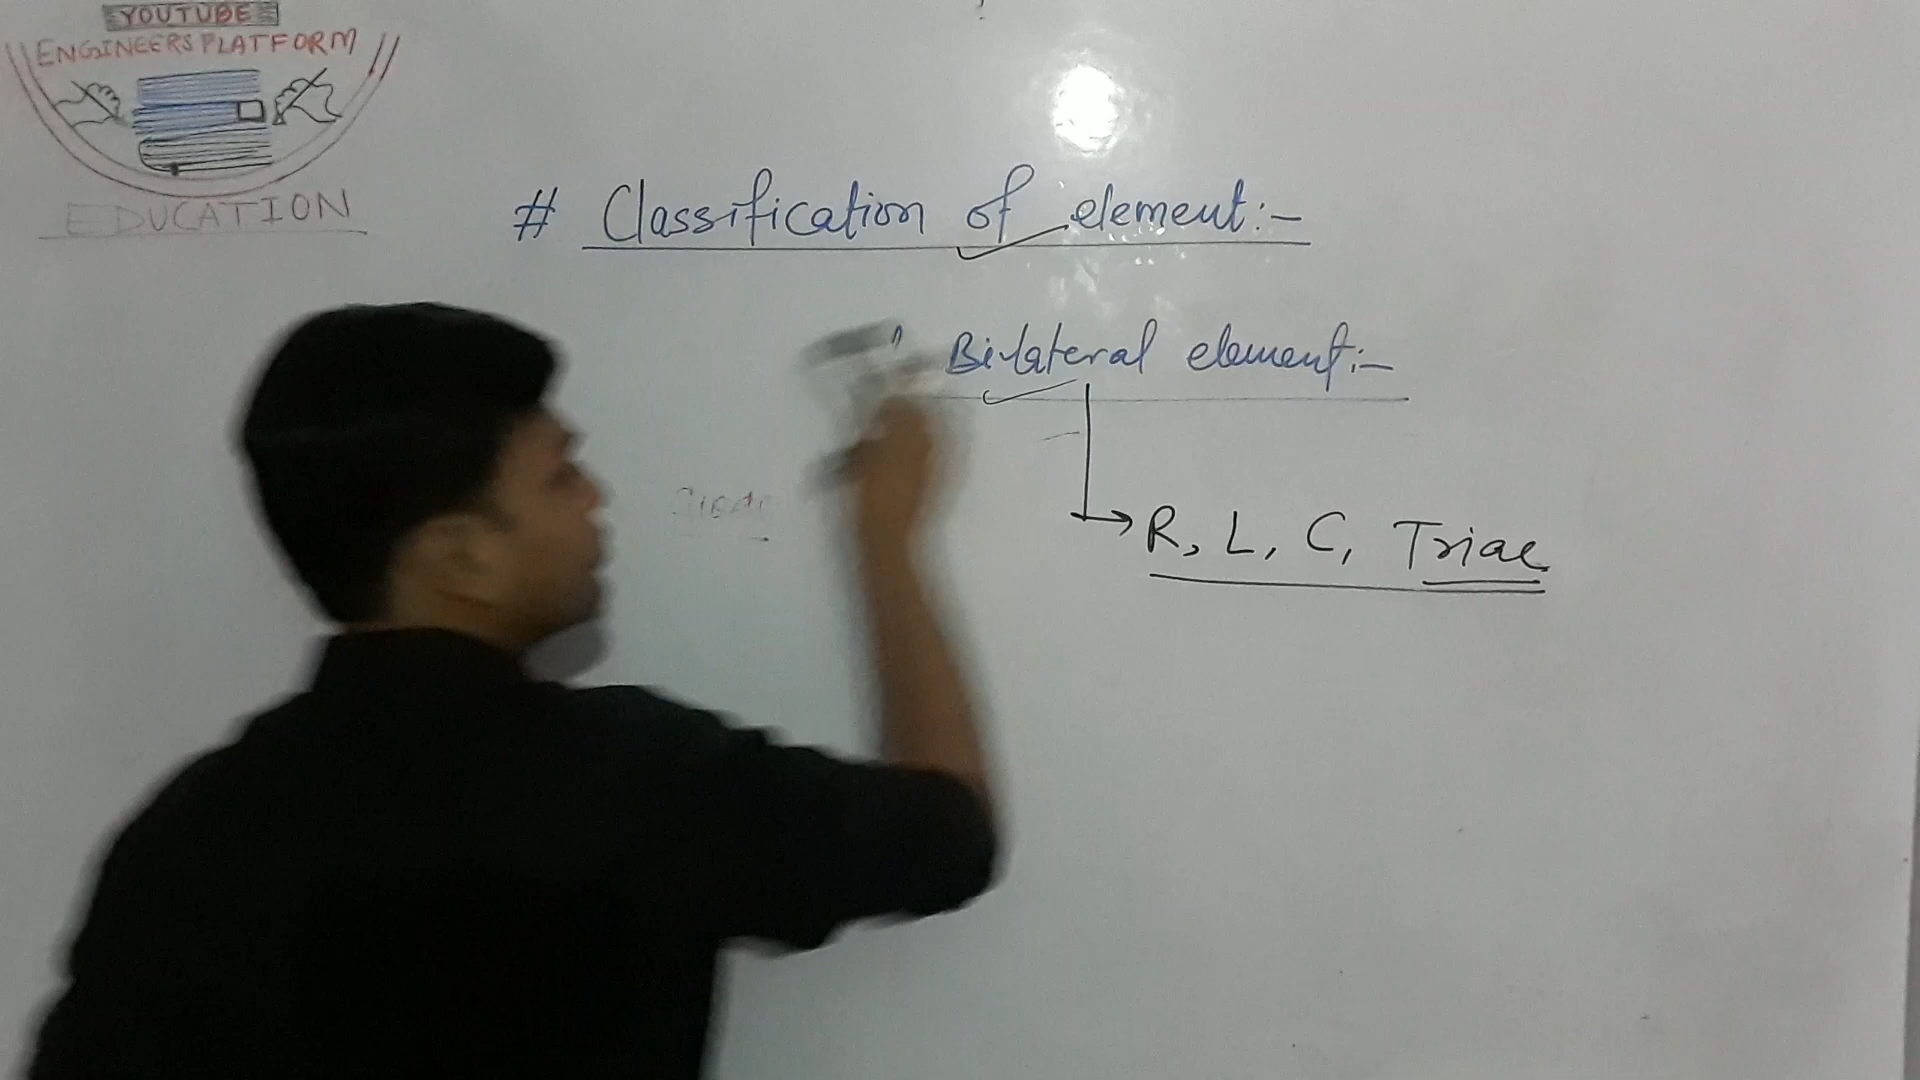 YOUTUBE
ENGINEERS PLATFORM
EDUCATION
# Classification of element:-
Bilateral element:-
R, L, C, Triac